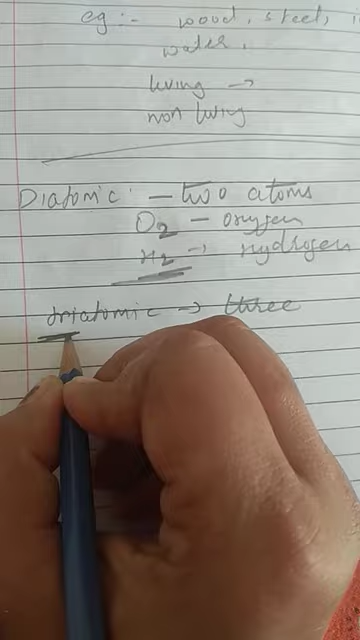 eg:- wood, steel,
water.
living →
non living
Diatomic: — two atoms
O2 — oxygen
H2 → Hydrogen
triatomic → three